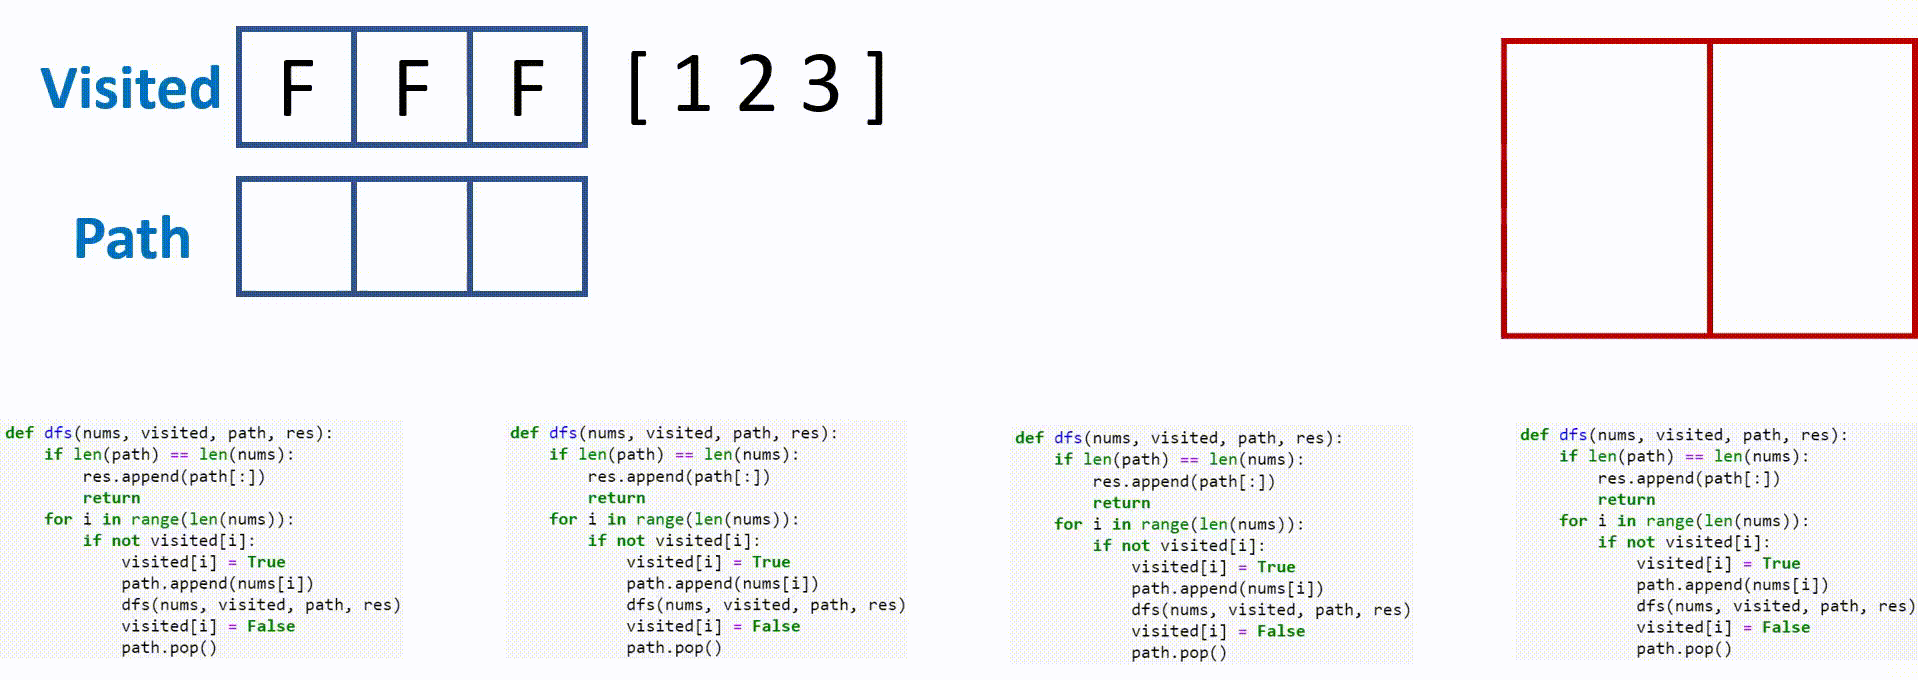 Visited F F F [ 1 2 3 ]
Path
def dfs(nums, visited, path, res):
    if len(path) == len(nums):
        res.append(path[:])
        return
    for i in range(len(nums)):
        if not visited[i]:
            visited[i] = True
            path.append(nums[i])
            dfs(nums, visited, path, res)
            visited[i] = False
            path.pop()
def dfs(nums, visited, path, res):
    if len(path) == len(nums):
        res.append(path[:])
        return
    for i in range(len(nums)):
        if not visited[i]:
            visited[i] = True
            path.append(nums[i])
            dfs(nums, visited, path, res)
            visited[i] = False
            path.pop()
def dfs(nums, visited, path, res):
    if len(path) == len(nums):
        res.append(path[:])
        return
    for i in range(len(nums)):
        if not visited[i]:
            visited[i] = True
            path.append(nums[i])
            dfs(nums, visited, path, res)
            visited[i] = False
            path.pop()
def dfs(nums, visited, path, res):
    if len(path) == len(nums):
        res.append(path[:])
        return
    for i in range(len(nums)):
        if not visited[i]:
            visited[i] = True
            path.append(nums[i])
            dfs(nums, visited, path, res)
            visited[i] = False
            path.pop()